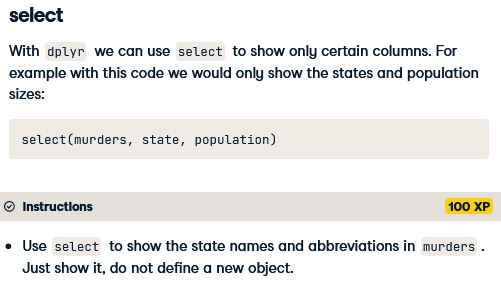 select
With dplyr we can use select to show only certain columns. For
example with this code we would only show the states and population
sizes:
select(murders, state, population)
Instructions
100 XP
• Use select to show the state names and abbreviations in murders .
Just show it, do not define a new object.